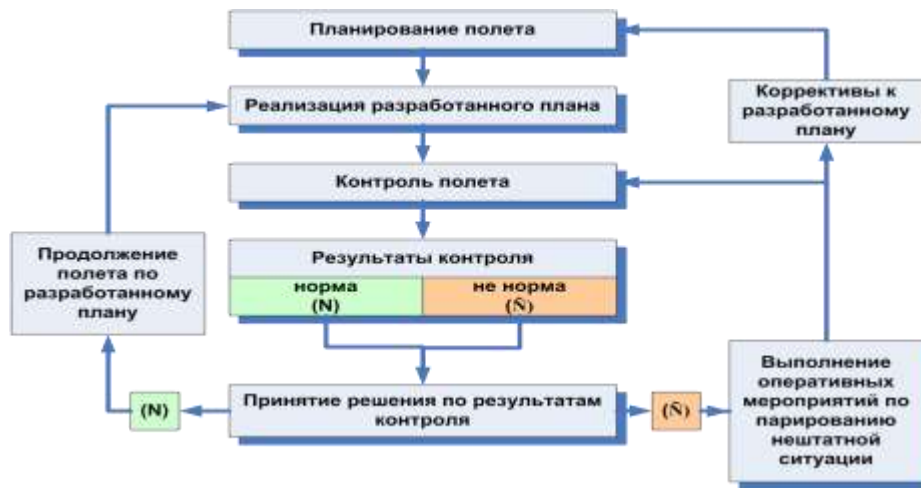 Планирование полета
Реализация разработанного плана
Коррективы к
разработанному
плану
Контроль полета
Продолжение
полета по
разработанному
плану
Результаты контроля
норма
(N)
не норма
(Ñ)
Выполнение
оперативных
мероприятий по
парированию
нештатной
ситуации
(N)
Принятие решения по результатам
контроля
(Ñ)